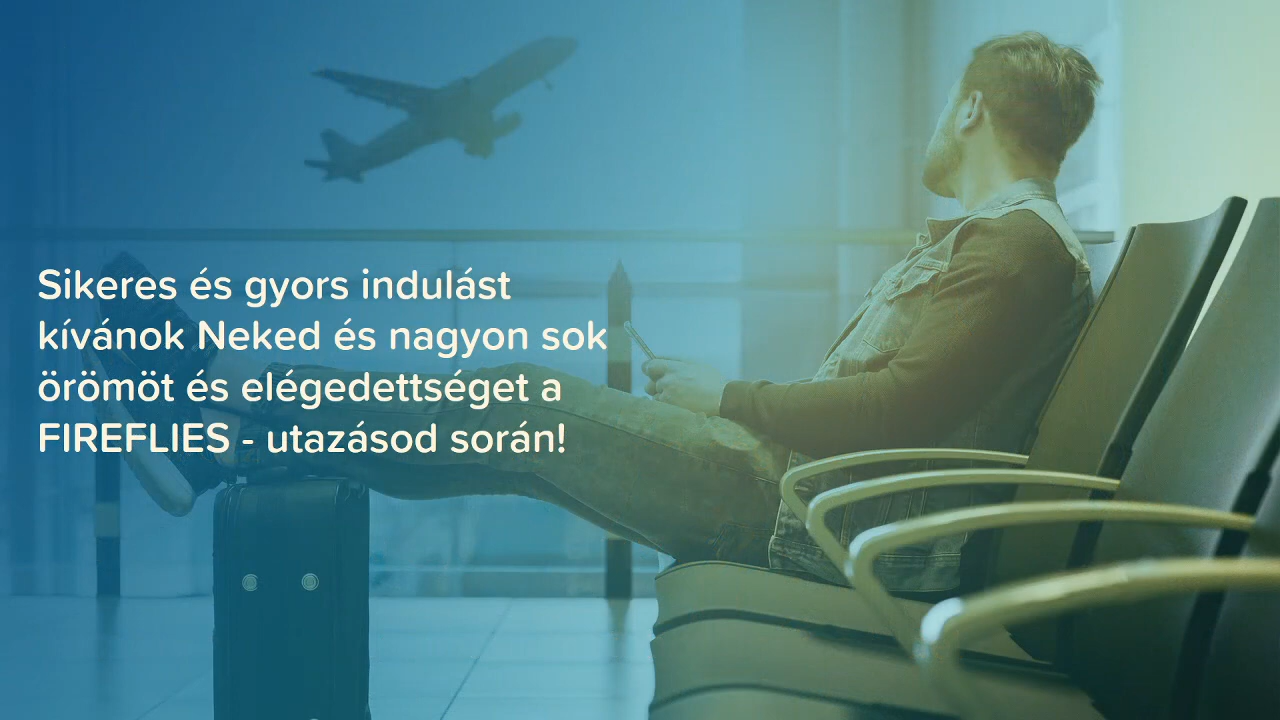 Sikeres és gyors indulást
kívánok Neked és nagyon sok
örömöt és elégedettséget a
FIREFLIES - utazásod során!